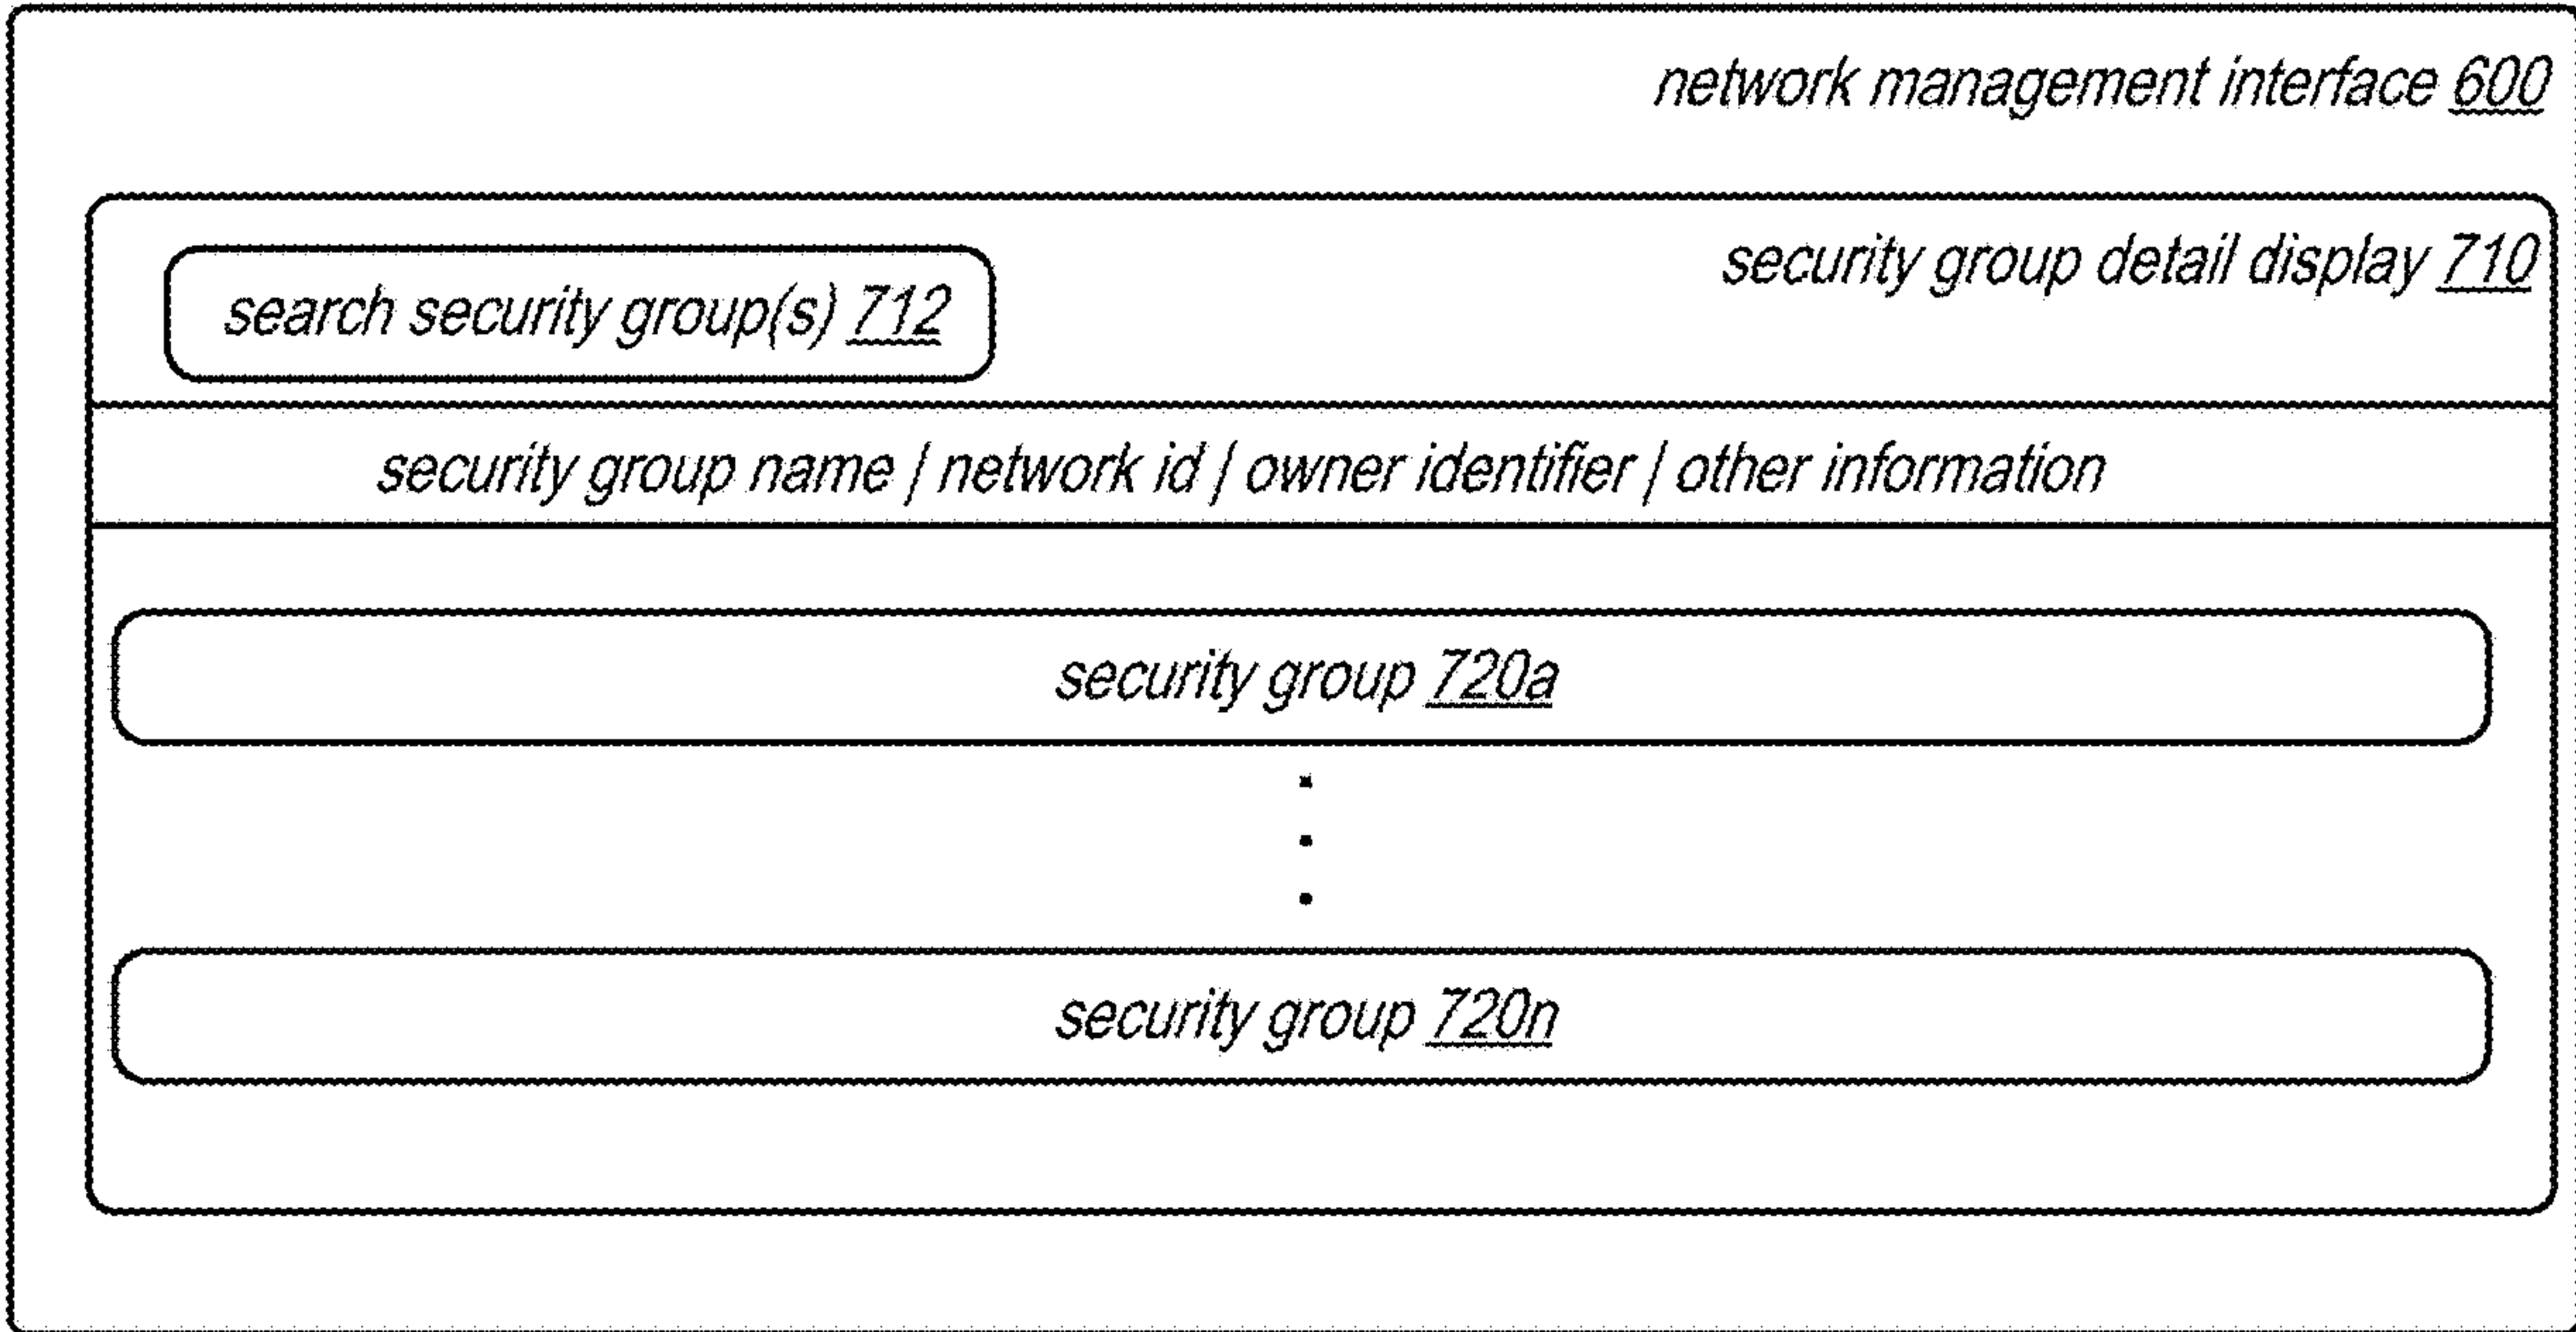 network management interface 600
security group detail display 710
search security group(s) 712
security group name | network id | owner identifier | other information
security group 720a
security group 720n